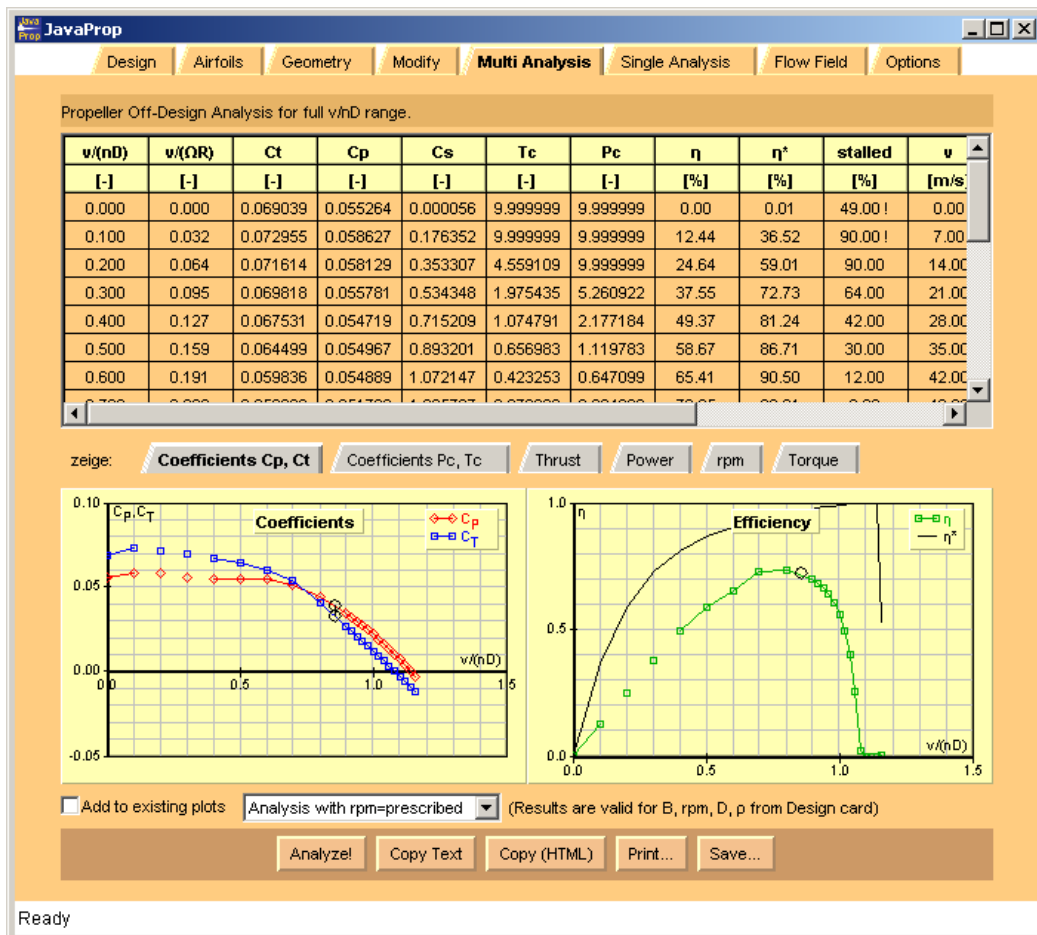 Java Prop JavaProp
Design Airfoils Geometry Modify Multi Analysis Single Analysis Flow Field Options
Propeller Off-Design Analysis for full v/nD range.
v/(nD) v/(ΩR) Ct Cp Cs Tc Pc η η* stalled v
[-] [-] [-] [-] [-] [-] [-] [%] [%] [%] [m/s]
0.000 0.000 0.069039 0.055264 0.000056 9.999999 9.999999 0.00 0.01 49.00 ! 0.00
0.100 0.032 0.072955 0.058627 0.176352 9.999999 9.999999 12.44 36.52 90.00 ! 7.00
0.200 0.064 0.071614 0.058129 0.353307 4.559109 9.999999 24.64 59.01 90.00 14.00
0.300 0.095 0.069818 0.055781 0.534348 1.975435 5.260922 37.55 72.73 64.00 21.00
0.400 0.127 0.067531 0.054719 0.715209 1.074791 2.177184 49.37 81.24 42.00 28.00
0.500 0.159 0.064499 0.054967 0.893201 0.656983 1.119783 58.67 86.71 30.00 35.00
0.600 0.191 0.059836 0.054889 1.072147 0.423253 0.647099 65.41 90.50 12.00 42.00
zeige: Coefficients Cp, Ct Coefficients Pc, Tc Thrust Power rpm Torque
0.10 CP,CT Coefficients CP
CT
0.05
0.00 v/(nD)
0.0 0.5 1.0 1.5
-0.05
1.0 η Efficiency η
η*
0.5
0.0 v/(nD)
0.0 0.5 1.0 1.5
Add to existing plots Analysis with rpm=prescribed (Results are valid for B, rpm, D, ρ from Design card)
Analyze! Copy Text Copy (HTML) Print... Save...
Ready